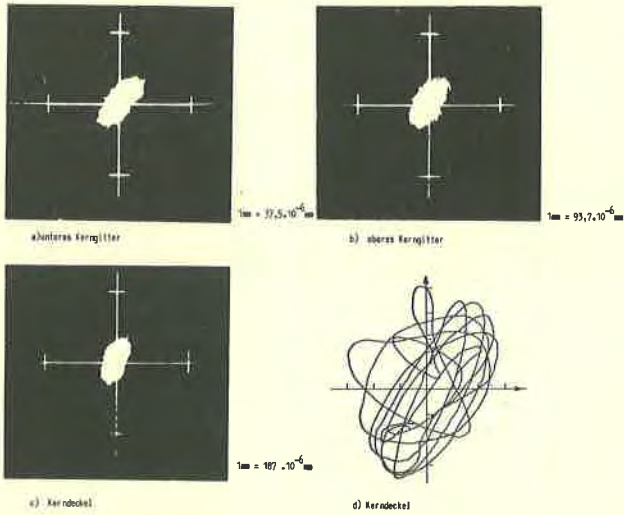 1mm = 37,5.10⁻⁶mm
1mm = 93,7.10⁻⁶mm
a) unteres Kerngitter
b) oberes Kerngitter
1mm = 187 .10⁻⁶mm
c) Kerndeckel
d) Kerndeckel